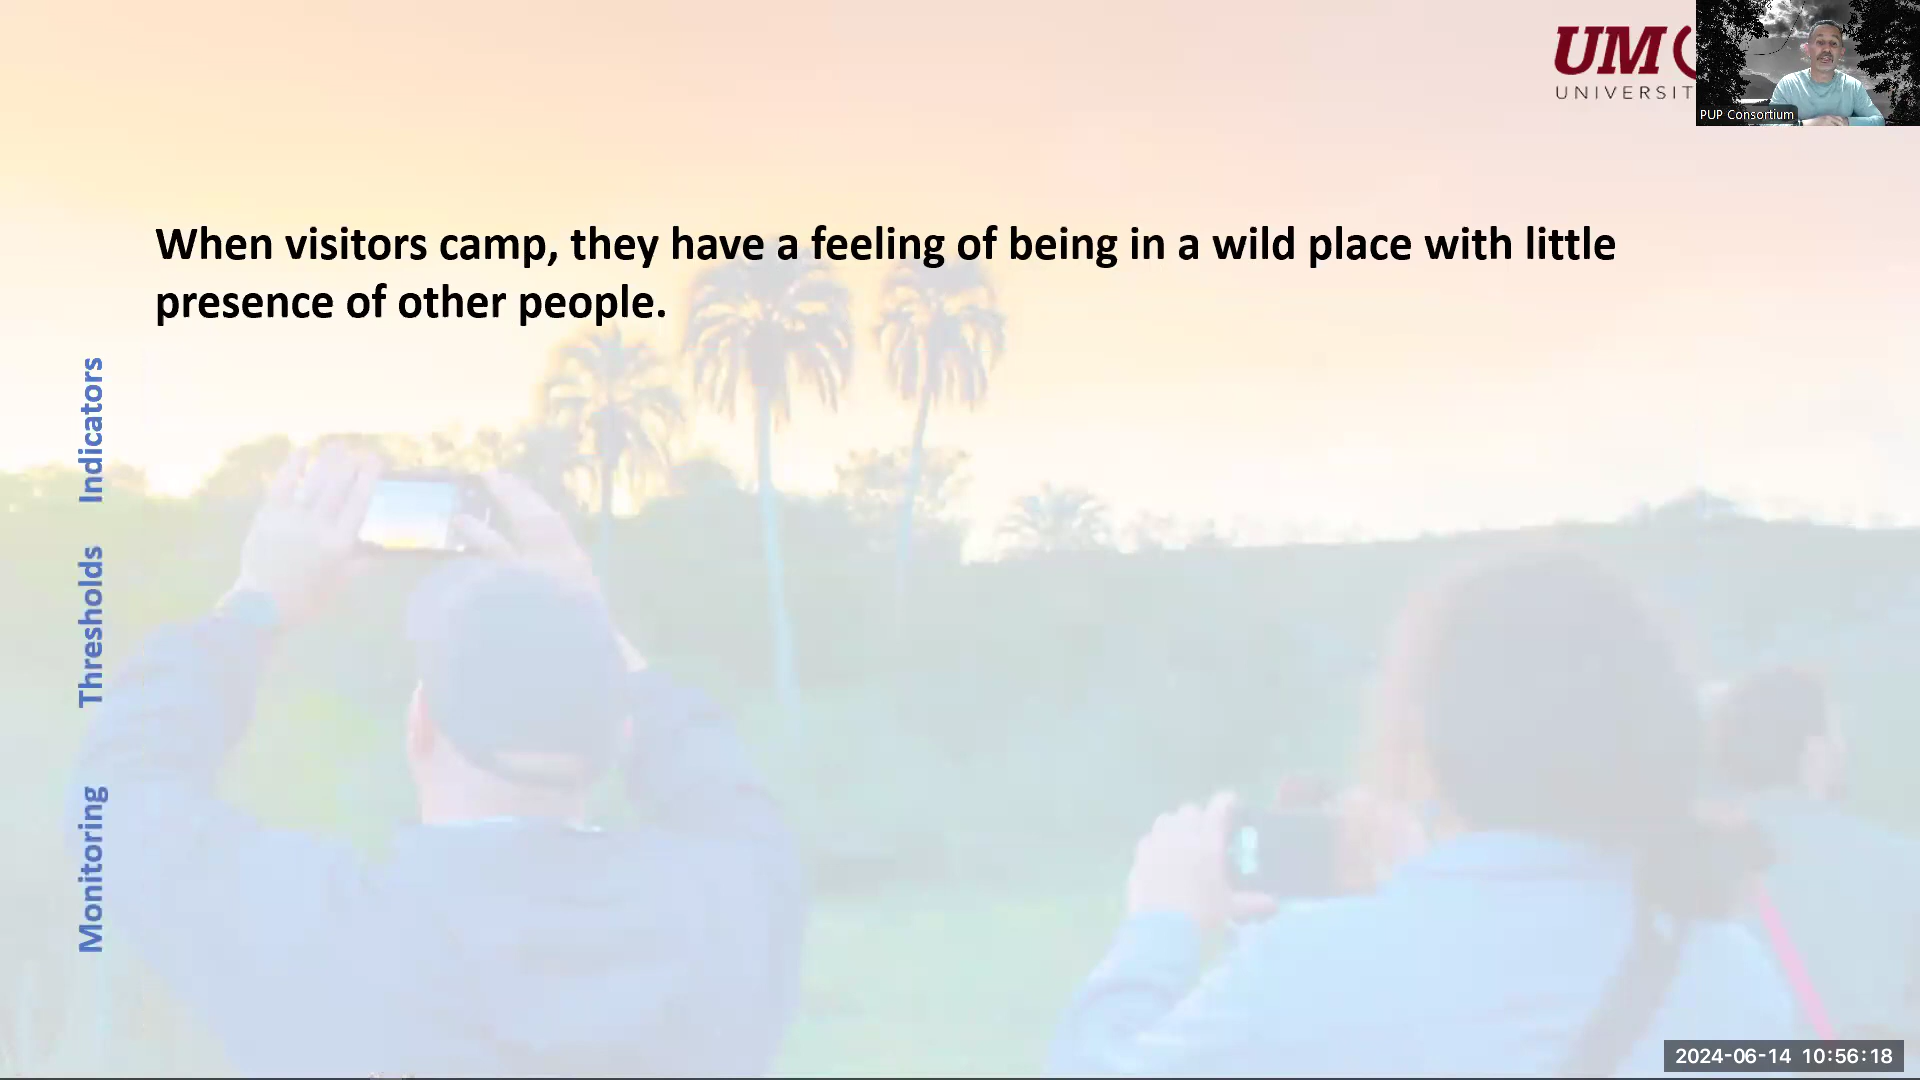 UM
UNIVERSIT
PUP Consortium
When visitors camp, they have a feeling of being in a wild place with little
presence of other people.
Indicators
Thresholds
Monitoring
2024-06-14 10:56:18